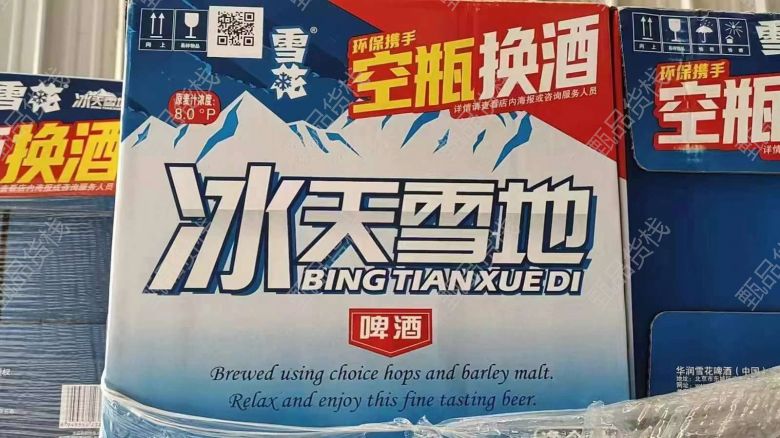 向上
易碎物品
雪花
环保携手
空瓶换酒
详情请查看店内海报或咨询服务人员
原麦汁浓度:
8.0°P
冰天雪地
BING TIAN XUE DI
啤酒
Brewed using choice hops and barley malt.
Relax and enjoy this fine tasting beer.
雪花
冰天雪地
换酒
向上
环保携手
空瓶
详情
华润雪花啤酒（中国）
甄品货栈